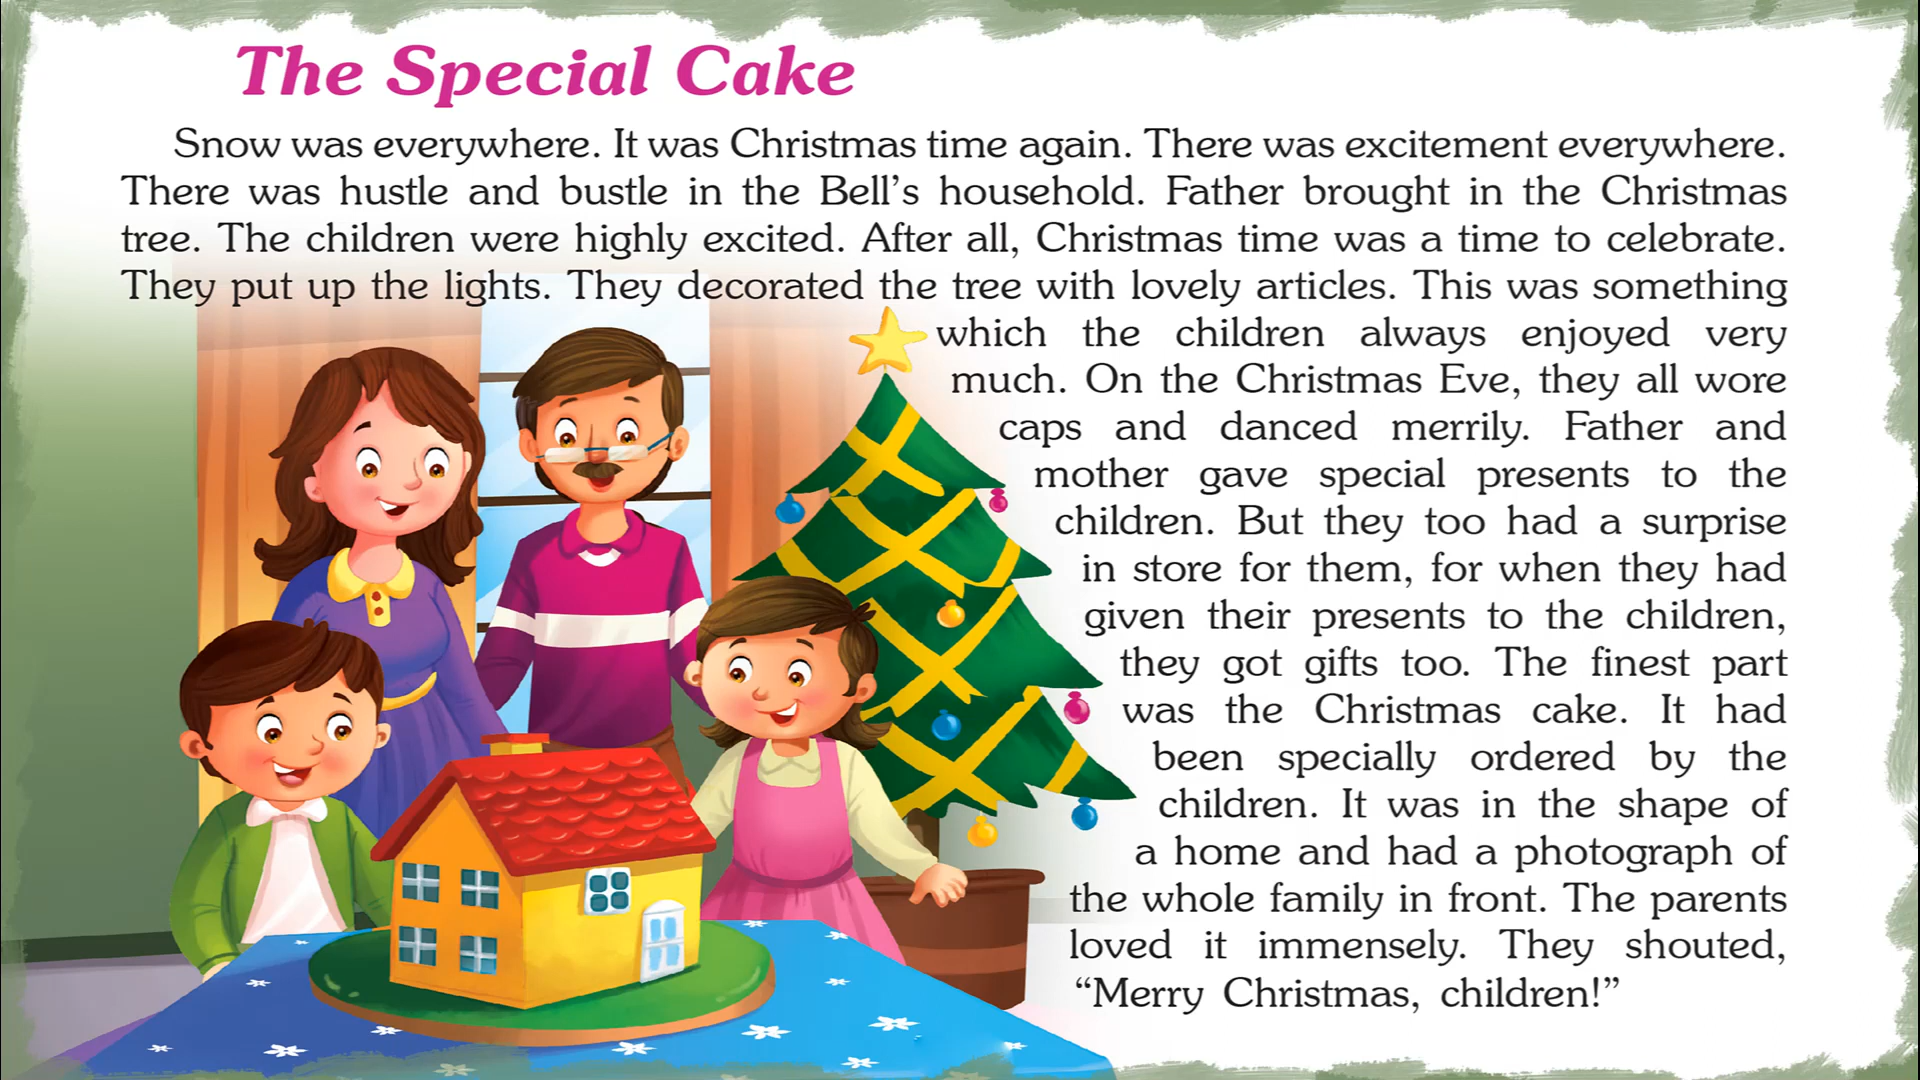 The Special Cake
Snow was everywhere. It was Christmas time again. There was excitement everywhere.
There was hustle and bustle in the Bell’s household. Father brought in the Christmas
tree. The children were highly excited. After all, Christmas time was a time to celebrate.
They put up the lights. They decorated the tree with lovely articles. This was something
which the children always enjoyed very
much. On the Christmas Eve, they all wore
caps and danced merrily. Father and
mother gave special presents to the
children. But they too had a surprise
in store for them, for when they had
given their presents to the children,
they got gifts too. The finest part
was the Christmas cake. It had
been specially ordered by the
children. It was in the shape of
a home and had a photograph of
the whole family in front. The parents
loved it immensely. They shouted,
“Merry Christmas, children!”